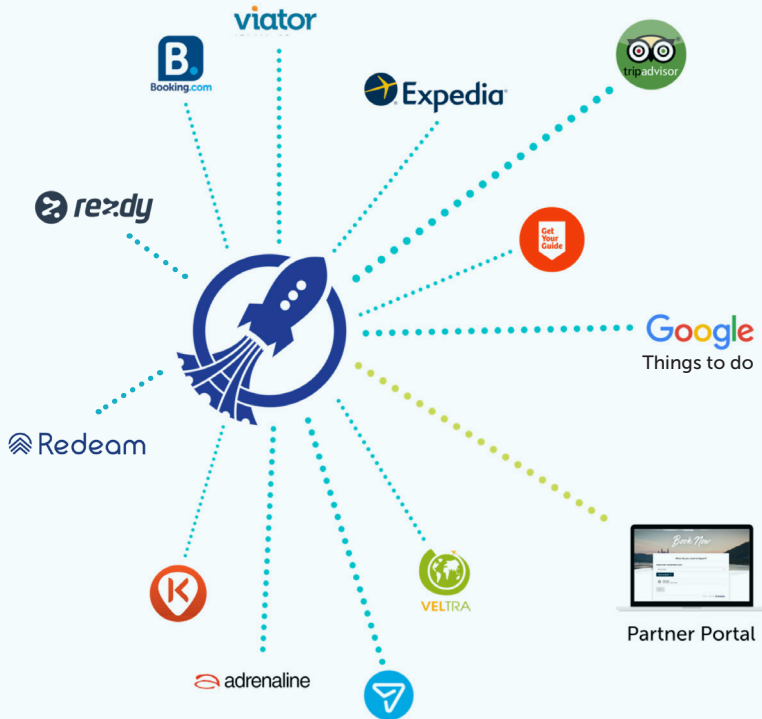 viator
B.
Booking.com
Expedia
tripadvisor
rezdy
Get
Your
Guide
Google
Things to do
Redeam
K
VELTRA
adrenaline
Book Now
Partner Portal